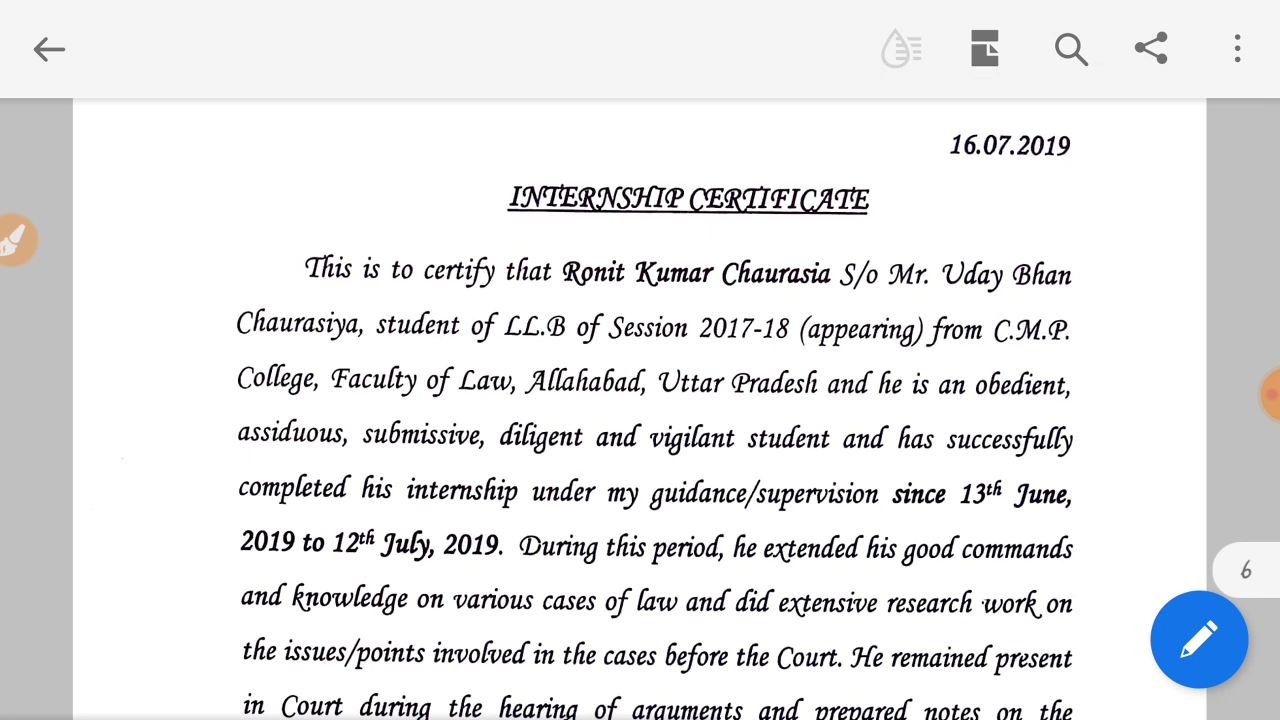 16.07.2019
INTERNSHIP CERTIFICATE
This is to certify that Ronit Kumar Chaurasia S/o Mr. Uday Bhan
Chaurasiya, student of LL.B of Session 2017-18 (appearing) from C.M.P.
College, Faculty of Law, Allahabad, Uttar Pradesh and he is an obedient,
assiduous, submissive, diligent and vigilant student and has successfully
completed his internship under my guidance/supervision since 13th June,
2019 to 12th July, 2019. During this period, he extended his good commands
and knowledge on various cases of law and did extensive research work on
6
the issues/points involved in the cases before the Court. He remained present
in Court during the hearing of arguments and prepared notes on the